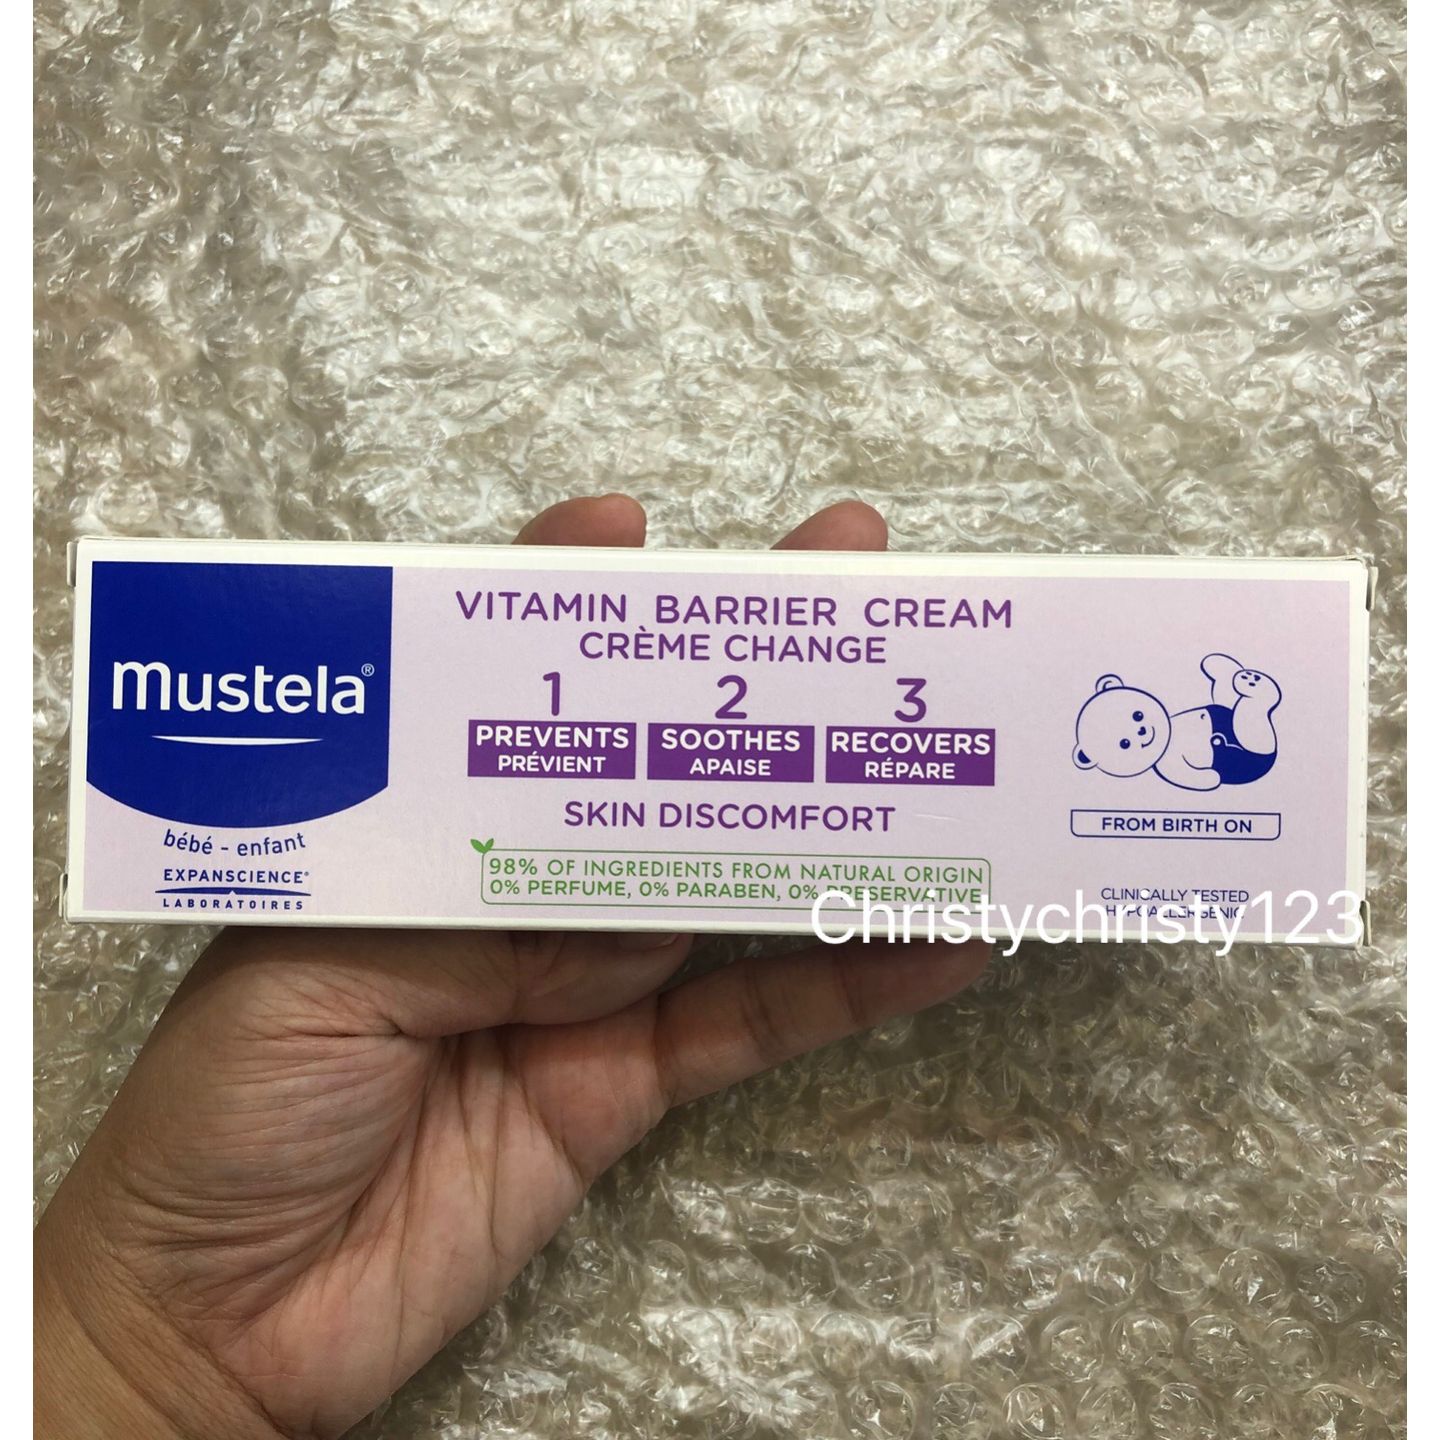 mustela®
bébé - enfant
EXPANSCIENCE®
LABORATOIRES
VITAMIN BARRIER CREAM
CRÈME CHANGE
1 2 3
PREVENTS SOOTHES RECOVERS
PRÉVIENT APAISE RÉPARE
SKIN DISCOMFORT
98% OF INGREDIENTS FROM NATURAL ORIGIN
0% PERFUME, 0% PARABEN, 0% PRESERVATIVE
FROM BIRTH ON
CLINICALLY TESTED
HYPOALLERGENIC
Christychristy123